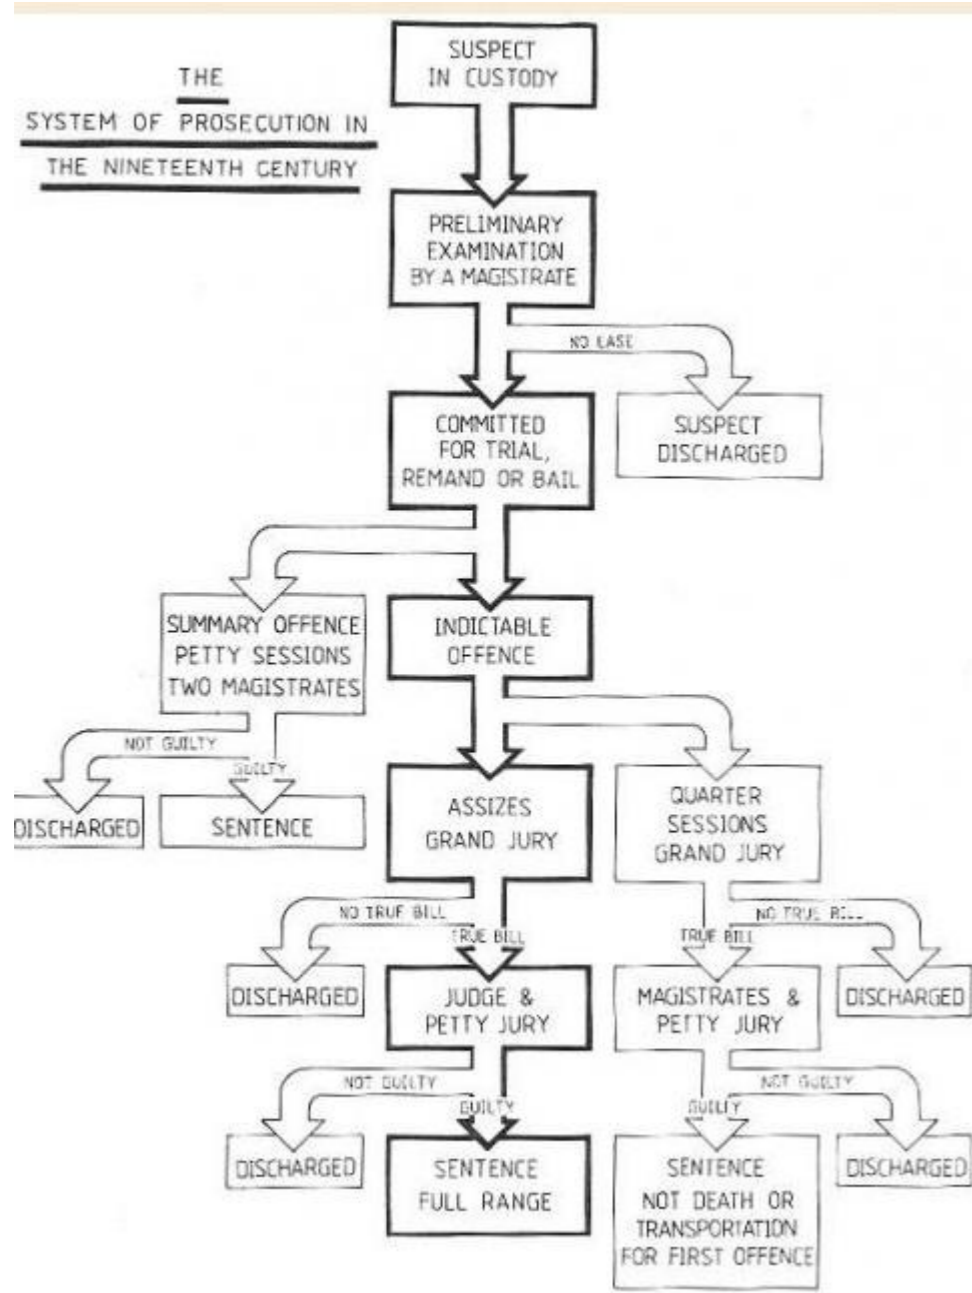 THE
SYSTEM OF PROSECUTION IN
THE NINETEENTH CENTURY
SUSPECT
IN CUSTODY
PRELIMINARY
EXAMINATION
BY A MAGISTRATE
NO CASE
SUSPECT
DISCHARGED
COMMITTED
FOR TRIAL,
REMAND OR BAIL
SUMMARY OFFENCE
PETTY SESSIONS
TWO MAGISTRATES
INDICTABLE
OFFENCE
NOT GUILTY
GUILTY
DISCHARGED
SENTENCE
ASSIZES
GRAND JURY
QUARTER
SESSIONS
GRAND JURY
NO TRUE BILL
TRUE BILL
TRUE BILL
NO TRUE BILL
DISCHARGED
JUDGE &
PETTY JURY
MAGISTRATES &
PETTY JURY
DISCHARGED
NOT GUILTY
GUILTY
GUILTY
NOT GUILTY
DISCHARGED
SENTENCE
FULL RANGE
SENTENCE
NOT DEATH OR
TRANSPORTATION
FOR FIRST OFFENCE
DISCHARGED